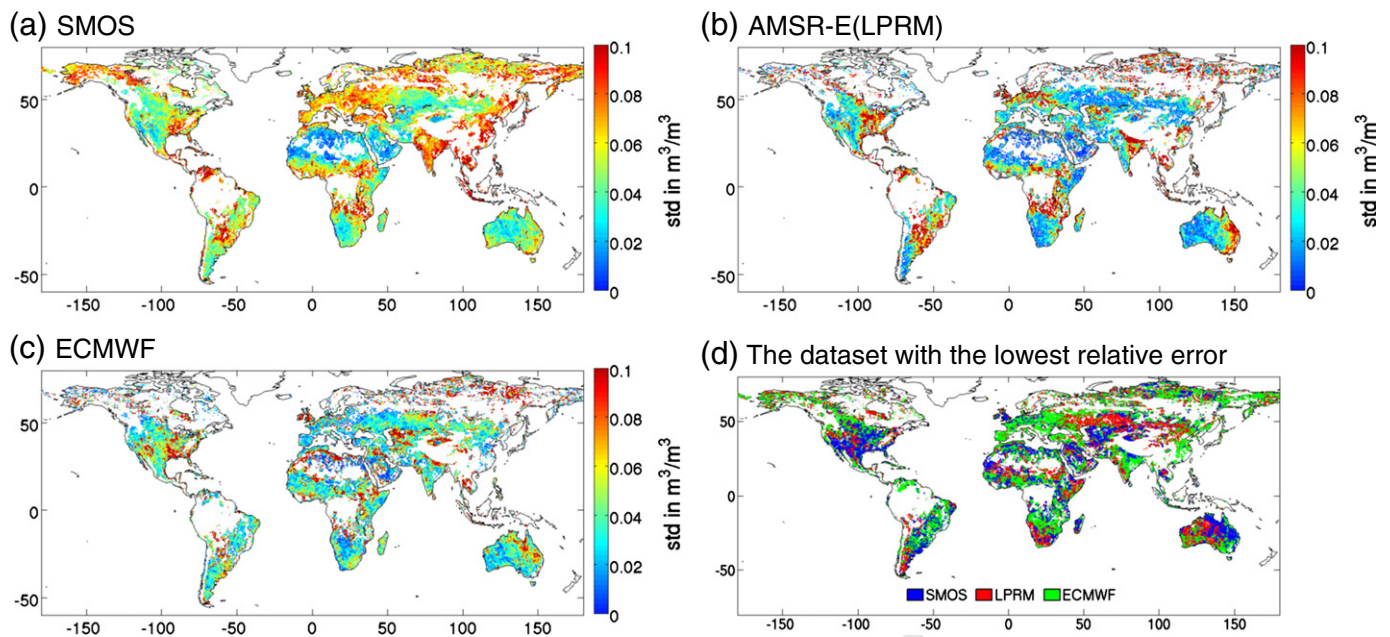 (a) SMOS
50
0
-50
-150 -100 -50 0 50 100 150
0.1
0.08
0.06
0.04
0.02
0
std in m³/m³
(b) AMSR-E(LPRM)
50
0
-50
-150 -100 -50 0 50 100 150
0.1
0.08
0.06
0.04
0.02
0
std in m³/m³
(c) ECMWF
50
0
-50
-150 -100 -50 0 50 100 150
0.1
0.08
0.06
0.04
0.02
0
std in m³/m³
(d) The dataset with the lowest relative error
50
0
-50
SMOS LPRM ECMWF
-150 -100 -50 0 50 100 150